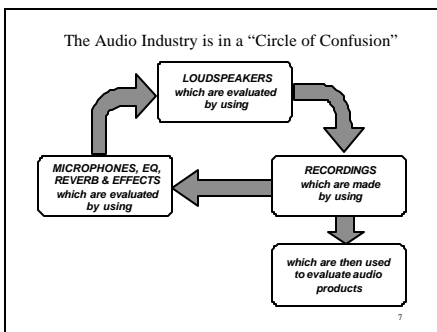 The Audio Industry is in a “Circle of Confusion”
LOUDSPEAKERS
which are evaluated
by using
MICROPHONES, EQ,
REVERB & EFFECTS
which are evaluated
by using
RECORDINGS
which are made
by using
which are then used
to evaluate audio
products
7